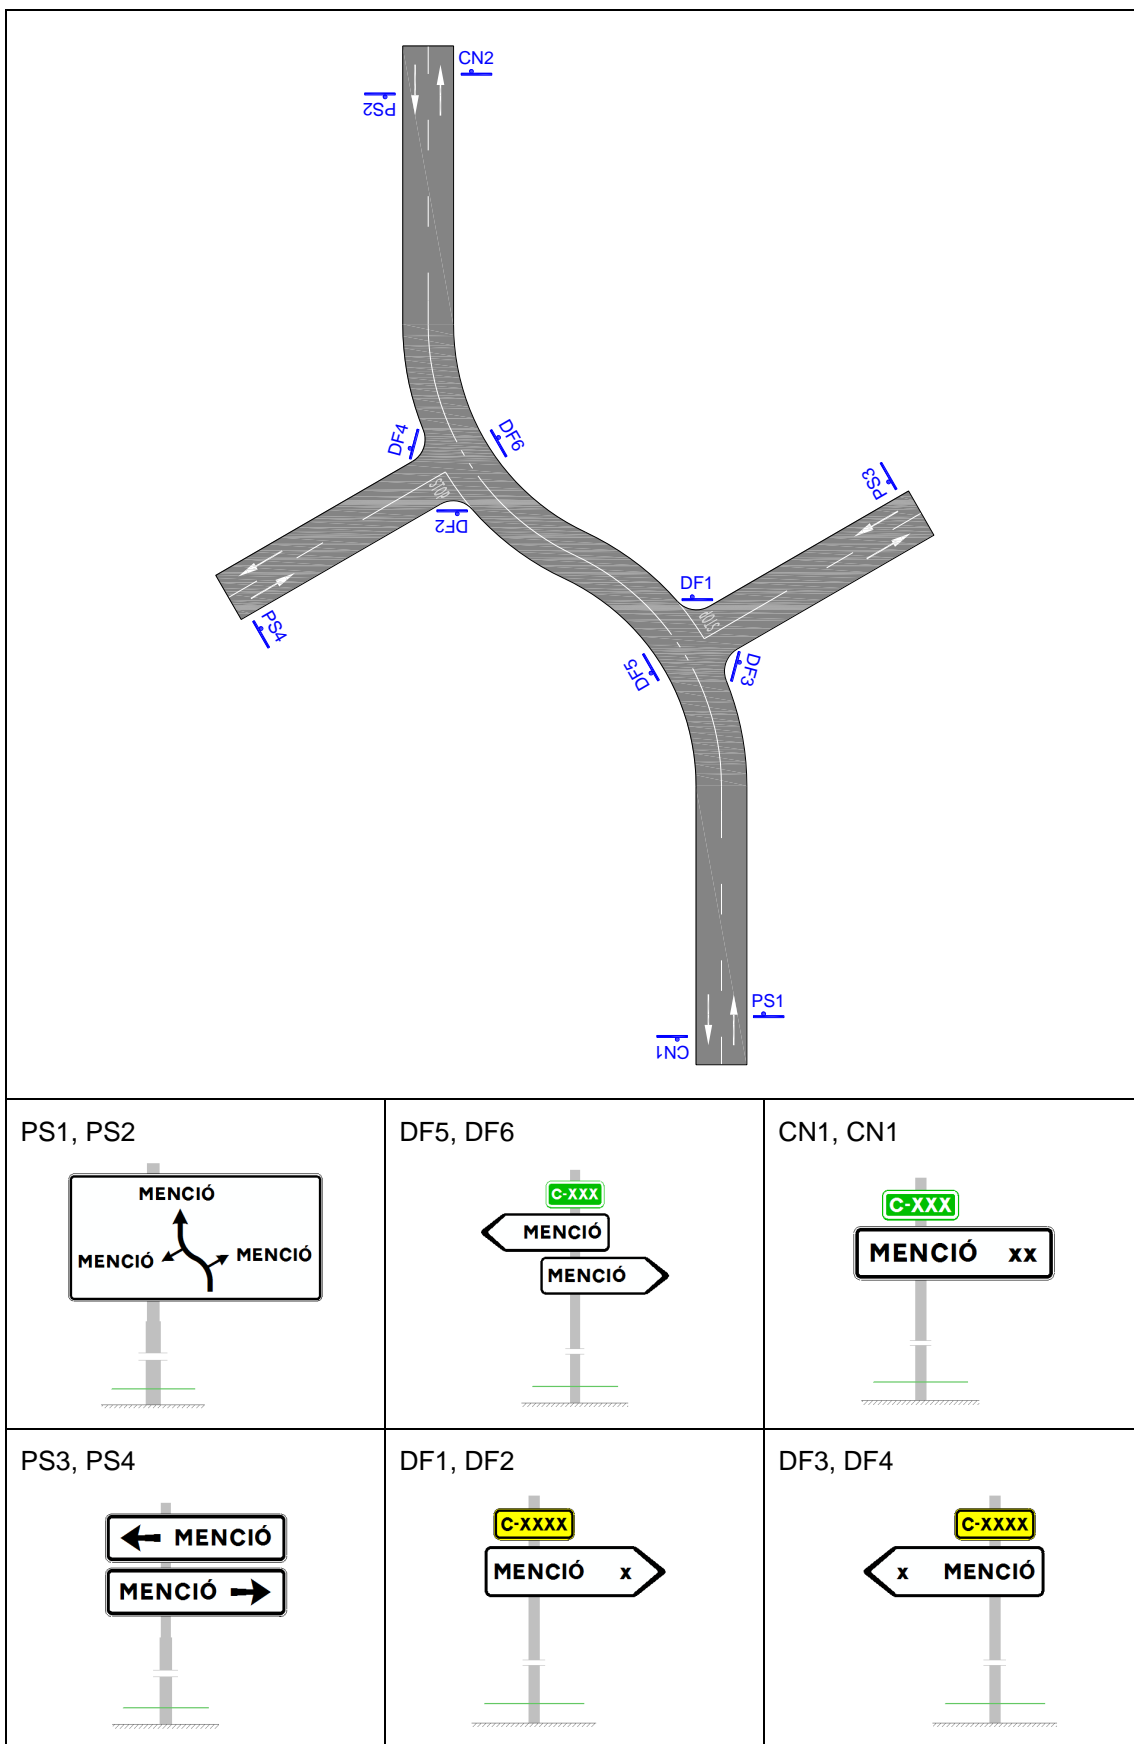 CN2
PS2
DF4
DF6
STOP
DF2
PS3
DF1
STOP
PS4
DF5
DF3
PS1
CN1
PS1, PS2
MENCIÓ
MENCIÓ
MENCIÓ
DF5, DF6
C-XXX
MENCIÓ
MENCIÓ
CN1, CN1
C-XXX
MENCIÓ xx
PS3, PS4
MENCIÓ
MENCIÓ
DF1, DF2
C-XXXX
MENCIÓ x
DF3, DF4
C-XXXX
x MENCIÓ